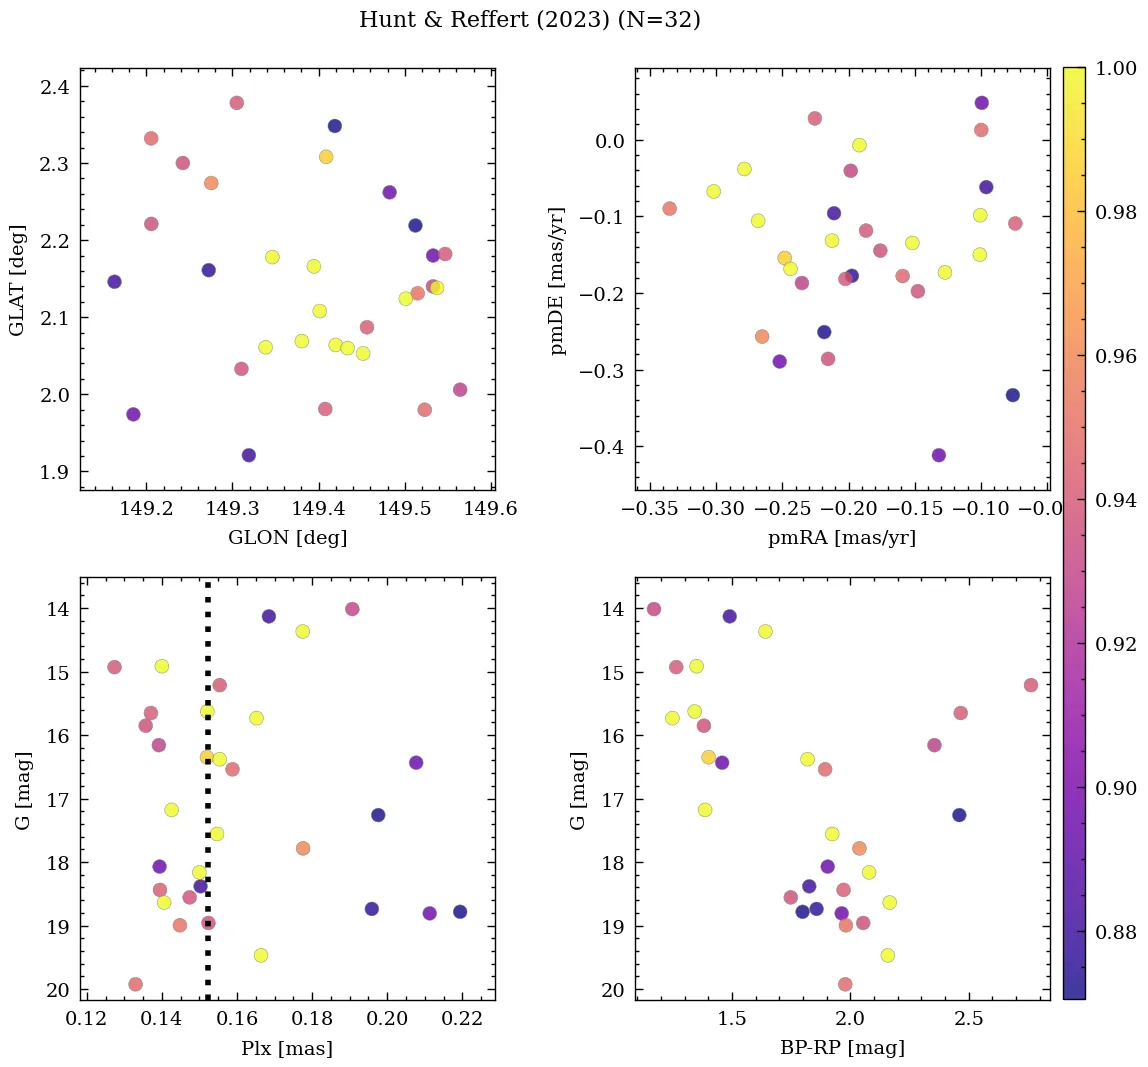 Hunt & Reffert (2023) (N=32)
2.4
2.3
2.2
2.1
2.0
1.9
GLAT [deg]
149.2 149.3 149.4 149.5 149.6
GLON [deg]
0.0
−0.1
−0.2
−0.3
−0.4
pmDE [mas/yr]
−0.35 −0.30 −0.25 −0.20 −0.15 −0.10 −0.0
pmRA [mas/yr]
14
15
16
17
18
19
20
G [mag]
0.12 0.14 0.16 0.18 0.20 0.22
Plx [mas]
14
15
16
17
18
19
20
G [mag]
1.5 2.0 2.5
BP-RP [mag]
1.00
0.98
0.96
0.94
0.92
0.90
0.88